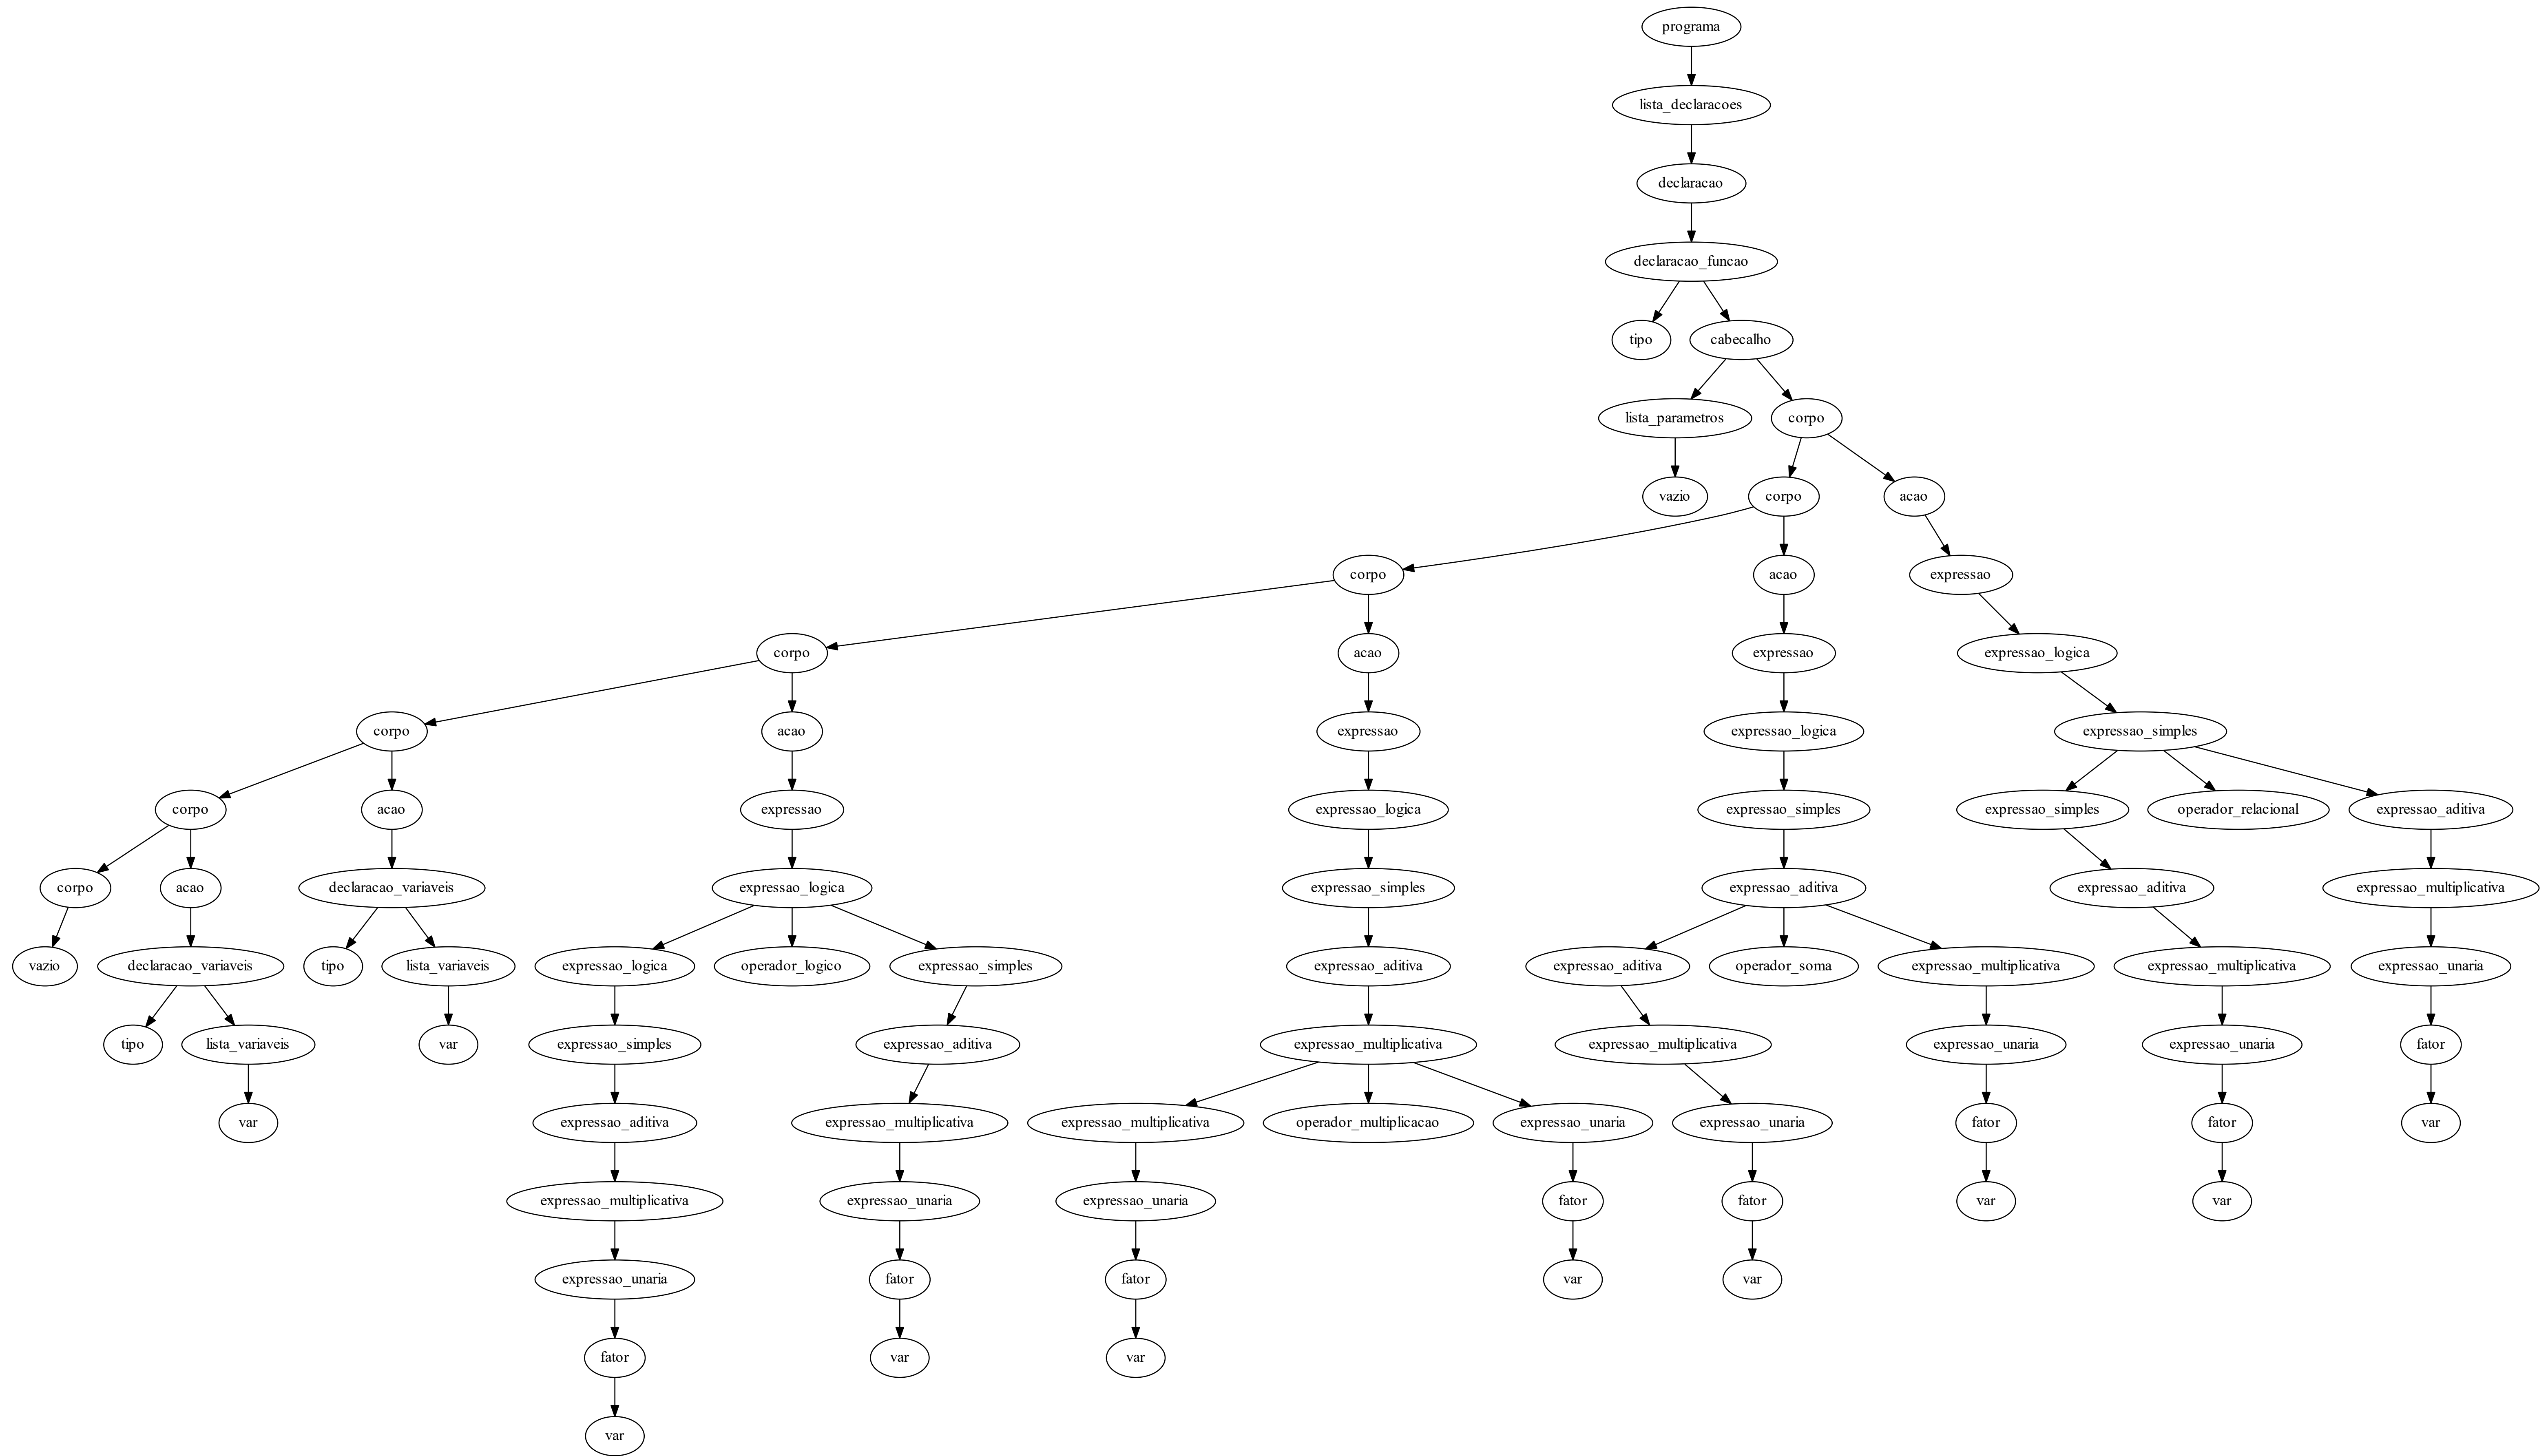 programa
lista_declaracoes
declaracao
declaracao_funcao
tipo cabecalho
lista_parametros corpo
vazio corpo acao
corpo acao expressao
corpo acao expressao expressao_logica
corpo acao expressao expressao_logica expressao_simples
corpo acao expressao expressao_logica expressao_simples expressao_simples operador_relacional expressao_aditiva
corpo acao declaracao_variaveis expressao_logica expressao_simples expressao_aditiva expressao_aditiva expressao_multiplicativa
vazio declaracao_variaveis tipo lista_variaveis expressao_logica operador_logico expressao_simples expressao_aditiva expressao_aditiva operador_soma expressao_multiplicativa expressao_multiplicativa expressao_unaria
tipo lista_variaveis var expressao_simples expressao_aditiva expressao_multiplicativa expressao_multiplicativa expressao_unaria expressao_unaria fator
var expressao_aditiva expressao_multiplicativa expressao_multiplicativa operador_multiplicacao expressao_unaria expressao_unaria fator fator var
expressao_multiplicativa expressao_unaria expressao_unaria fator fator var var
expressao_unaria fator fator var var
fator var var
var